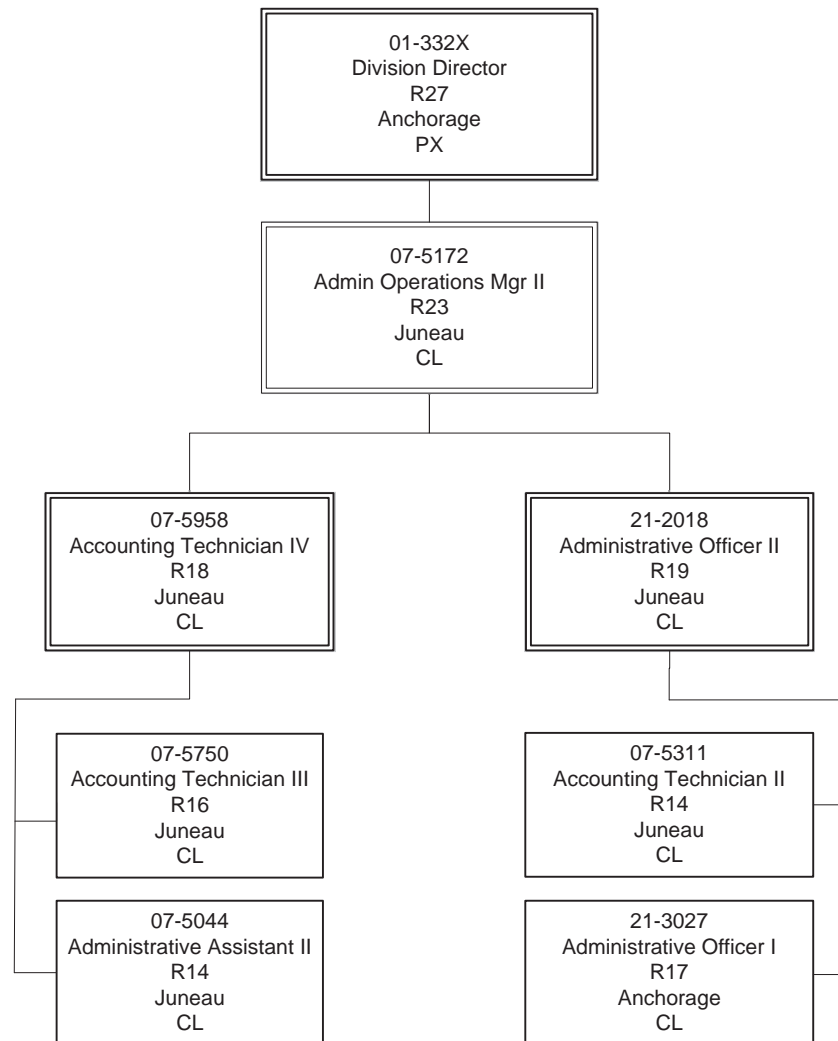 01-332X
Division Director
R27
Anchorage
PX
07-5172
Admin Operations Mgr II
R23
Juneau
CL
07-5958
Accounting Technician IV
R18
Juneau
CL
21-2018
Administrative Officer II
R19
Juneau
CL
07-5750
Accounting Technician III
R16
Juneau
CL
07-5311
Accounting Technician II
R14
Juneau
CL
07-5044
Administrative Assistant II
R14
Juneau
CL
21-3027
Administrative Officer I
R17
Anchorage
CL